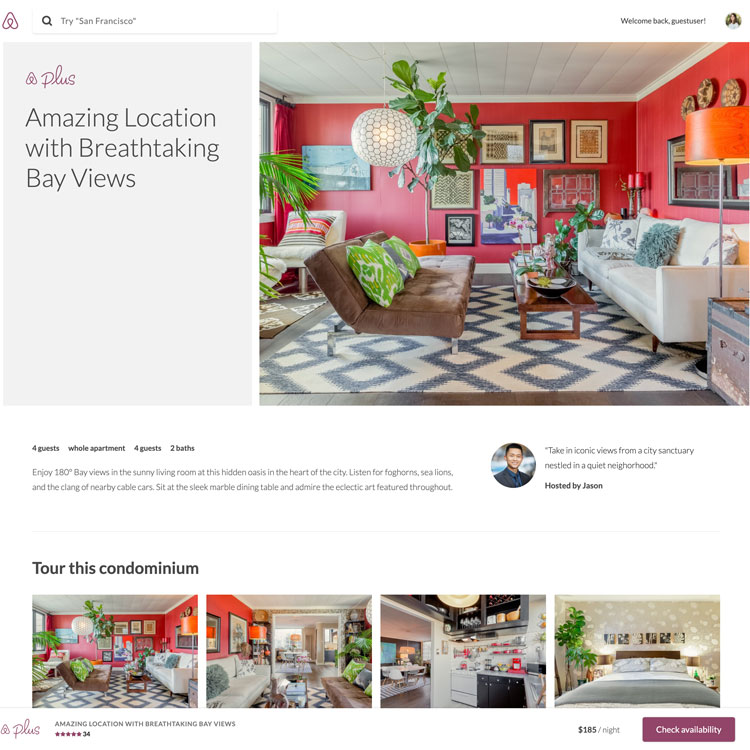 Try "San Francisco"
Welcome back, guestuser!
plus
Amazing Location
with Breathtaking
Bay Views
4 guests whole apartment 4 guests 2 baths
Enjoy 180° Bay views in the sunny living room at this hidden oasis in the heart of the city. Listen for foghorns, sea lions,
and the clang of nearby cable cars. Sit at the sleek marble dining table and admire the eclectic art featured throughout.
"Take in iconic views from a city sanctuary
nestled in a quiet neighorhood."
Hosted by Jason
Tour this condominium
plus
AMAZING LOCATION WITH BREATHTAKING BAY VIEWS
34
$185 / night
Check availability